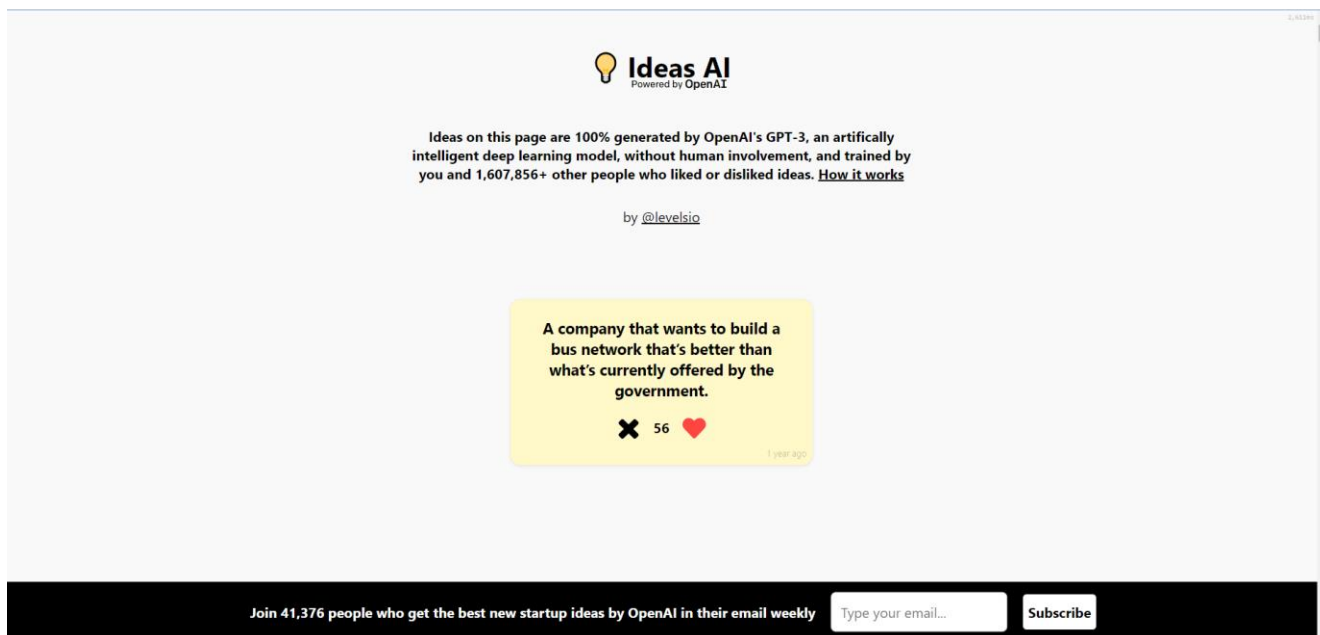 Ideas AI
Powered by OpenAI
Ideas on this page are 100% generated by OpenAI's GPT-3, an artifically
intelligent deep learning model, without human involvement, and trained by
you and 1,607,856+ other people who liked or disliked ideas. How it works
by @levelsio
A company that wants to build a
bus network that’s better than
what’s currently offered by the
government.
56
1 year ago
Join 41,376 people who get the best new startup ideas by OpenAI in their email weekly
Type your email...
Subscribe